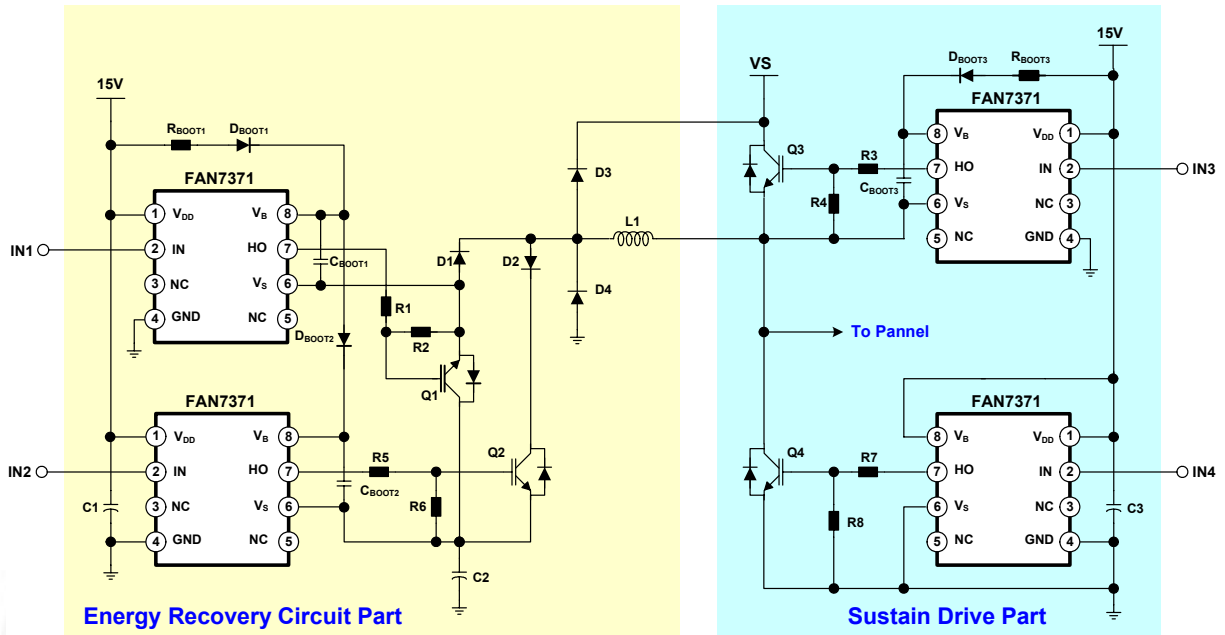 15V
RBOOT1
DBOOT1
FAN7371
1 VDD
VB 8
IN1
2 IN
HO 7
3 NC
VS 6
4 GND
NC 5
CBOOT1
DBOOT2
R1
R2
Q1
D1
D2
D3
D4
L1
FAN7371
1 VDD
VB 8
IN2
2 IN
HO 7
3 NC
VS 6
4 GND
NC 5
C1
R5
CBOOT2
R6
Q2
C2
Energy Recovery Circuit Part
VS
15V
DBOOT3
RBOOT3
FAN7371
8 VB
VDD 1
7 HO
IN 2
IN3
6 VS
NC 3
5 NC
GND 4
Q3
R3
R4
CBOOT3
To Pannel
FAN7371
8 VB
VDD 1
7 HO
IN 2
IN4
6 VS
NC 3
5 NC
GND 4
Q4
R7
R8
C3
Sustain Drive Part